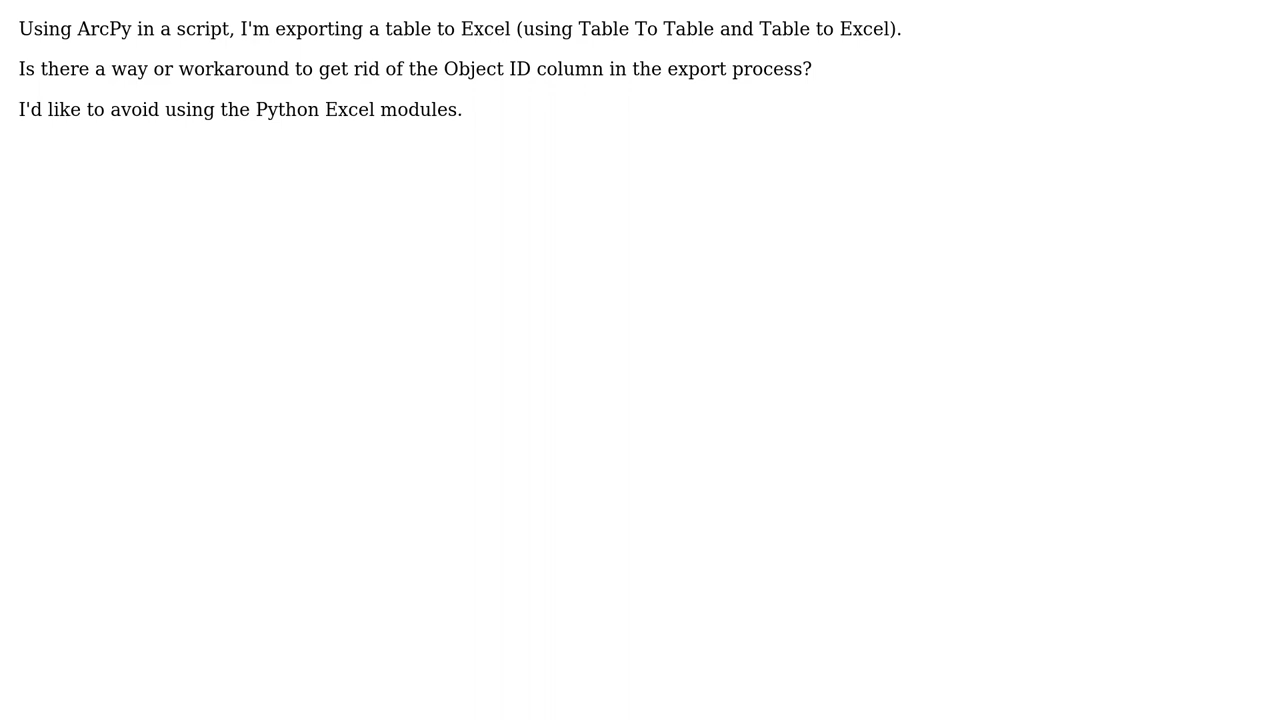 Using ArcPy in a script, I'm exporting a table to Excel (using Table To Table and Table to Excel).
Is there a way or workaround to get rid of the Object ID column in the export process?
I'd like to avoid using the Python Excel modules.